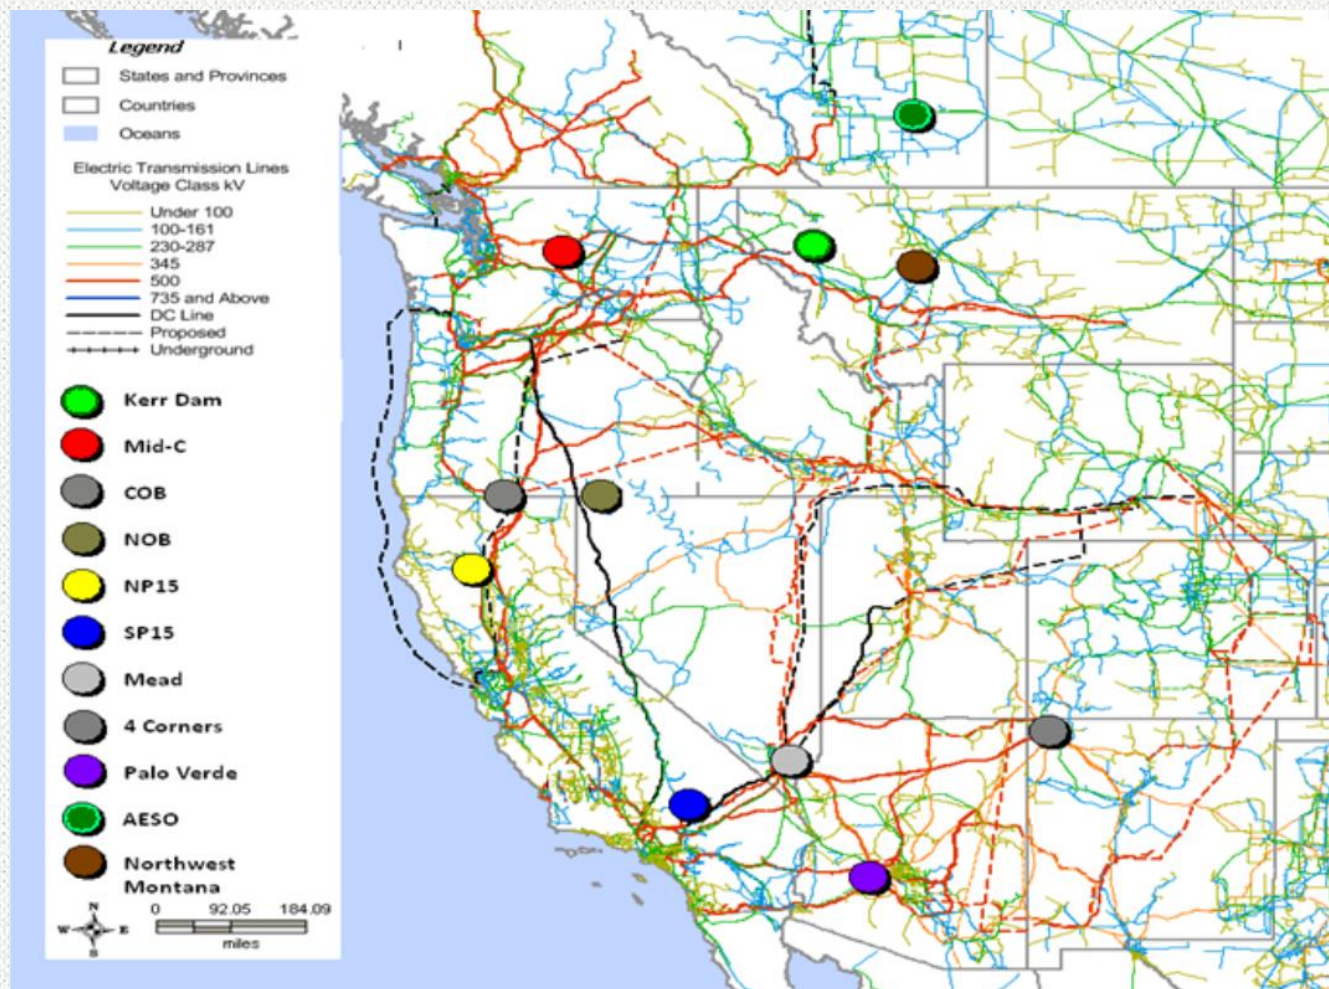 Legend
States and Provinces
Countries
Oceans
Electric Transmission Lines
Voltage Class kV
Under 100
100-161
230-287
345
500
735 and Above
DC Line
Proposed
Underground
Kerr Dam
Mid-C
COB
NOB
NP15
SP15
Mead
4 Corners
Palo Verde
AESO
Northwest
Montana
N
W E
S
0 92.05 184.09
miles